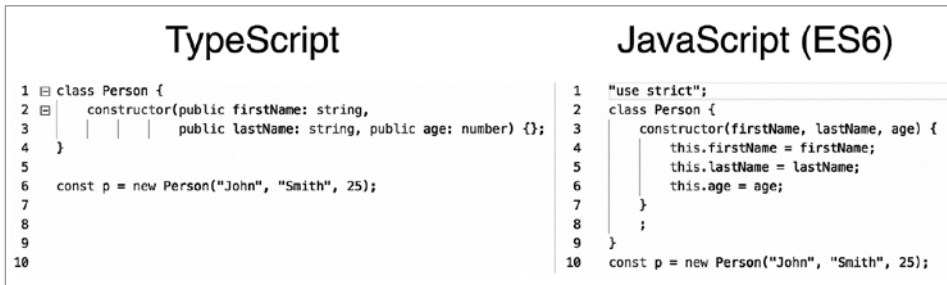 TypeScript
1 class Person {
2     constructor(public firstName: string,
3                 public lastName: string, public age: number) {};
4 }
5
6 const p = new Person("John", "Smith", 25);
7
8
9
10
JavaScript (ES6)
1 "use strict";
2 class Person {
3     constructor(firstName, lastName, age) {
4         this.firstName = firstName;
5         this.lastName = lastName;
6         this.age = age;
7     }
8     ;
9 }
10 const p = new Person("John", "Smith", 25);